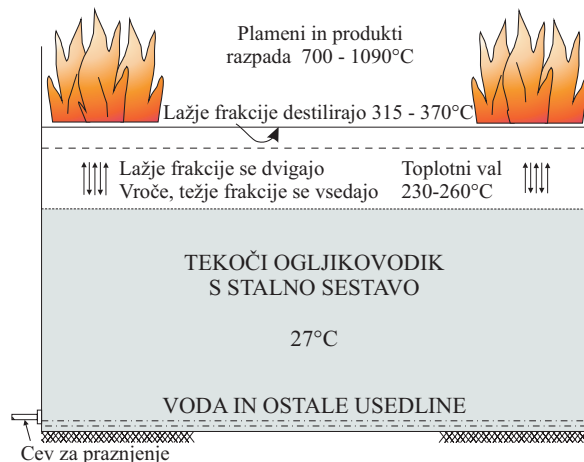 Plameni in produkti
razpada 700 - 1090°C
Lažje frakcije destilirajo 315 - 370°C
Lažje frakcije se dvigajo
Vroče, težje frakcije se vsedajo
Toplotni val
230-260°C
TEKOČI OGLJIKOVODIK
S STALNO SESTAVO
27°C
VODA IN OSTALE USEDLINE
Cev za praznjenje